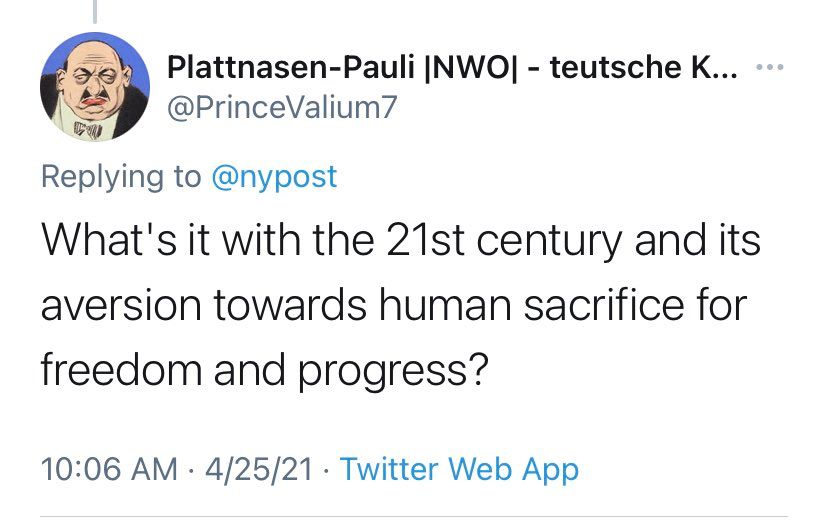 Plattnasen-Pauli |NWO| - teutsche K...
@PrinceValium7
Replying to @nypost
What's it with the 21st century and its
aversion towards human sacrifice for
freedom and progress?
10:06 AM · 4/25/21 · Twitter Web App